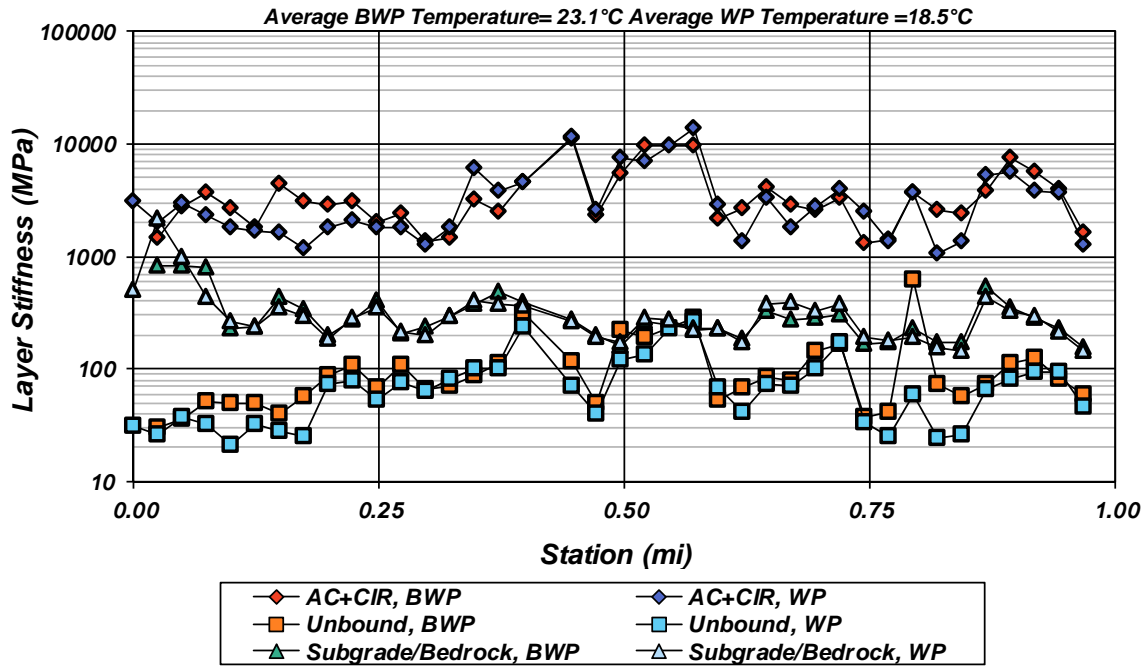 Average BWP Temperature= 23.1°C Average WP Temperature =18.5°C
100000
10000
1000
100
10
Layer Stiffness (MPa)
0.00 0.25 0.50 0.75 1.00
Station (mi)
AC+CIR, BWP AC+CIR, WP
Unbound, BWP Unbound, WP
Subgrade/Bedrock, BWP Subgrade/Bedrock, WP